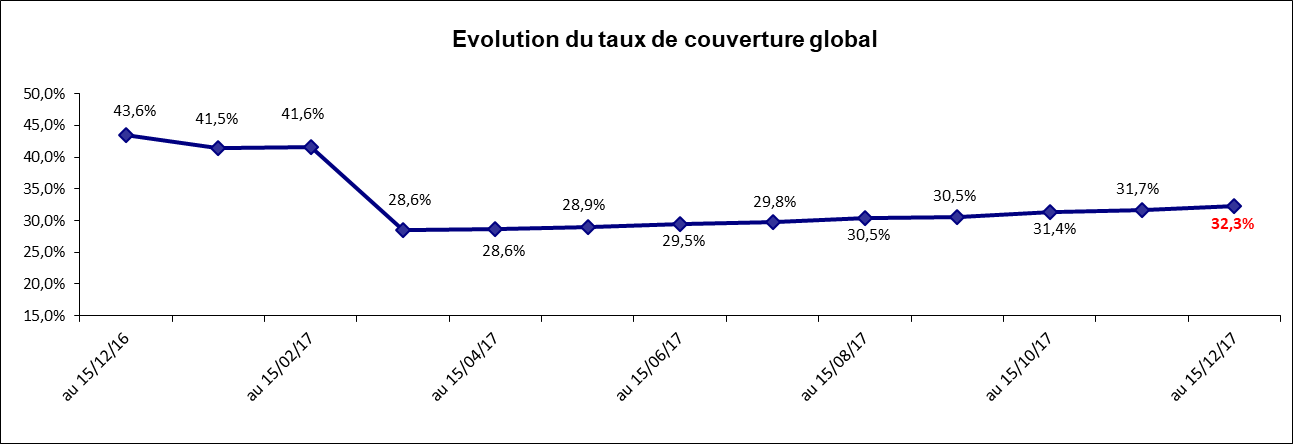 Evolution du taux de couverture global
50,0%
45,0%
40,0%
35,0%
30,0%
25,0%
20,0%
15,0%
43,6%
41,5%
41,6%
28,6%
28,6%
28,9%
29,5%
29,8%
30,5%
30,5%
31,4%
31,7%
32,3%
au 15/12/16
au 15/02/17
au 15/04/17
au 15/06/17
au 15/08/17
au 15/10/17
au 15/12/17